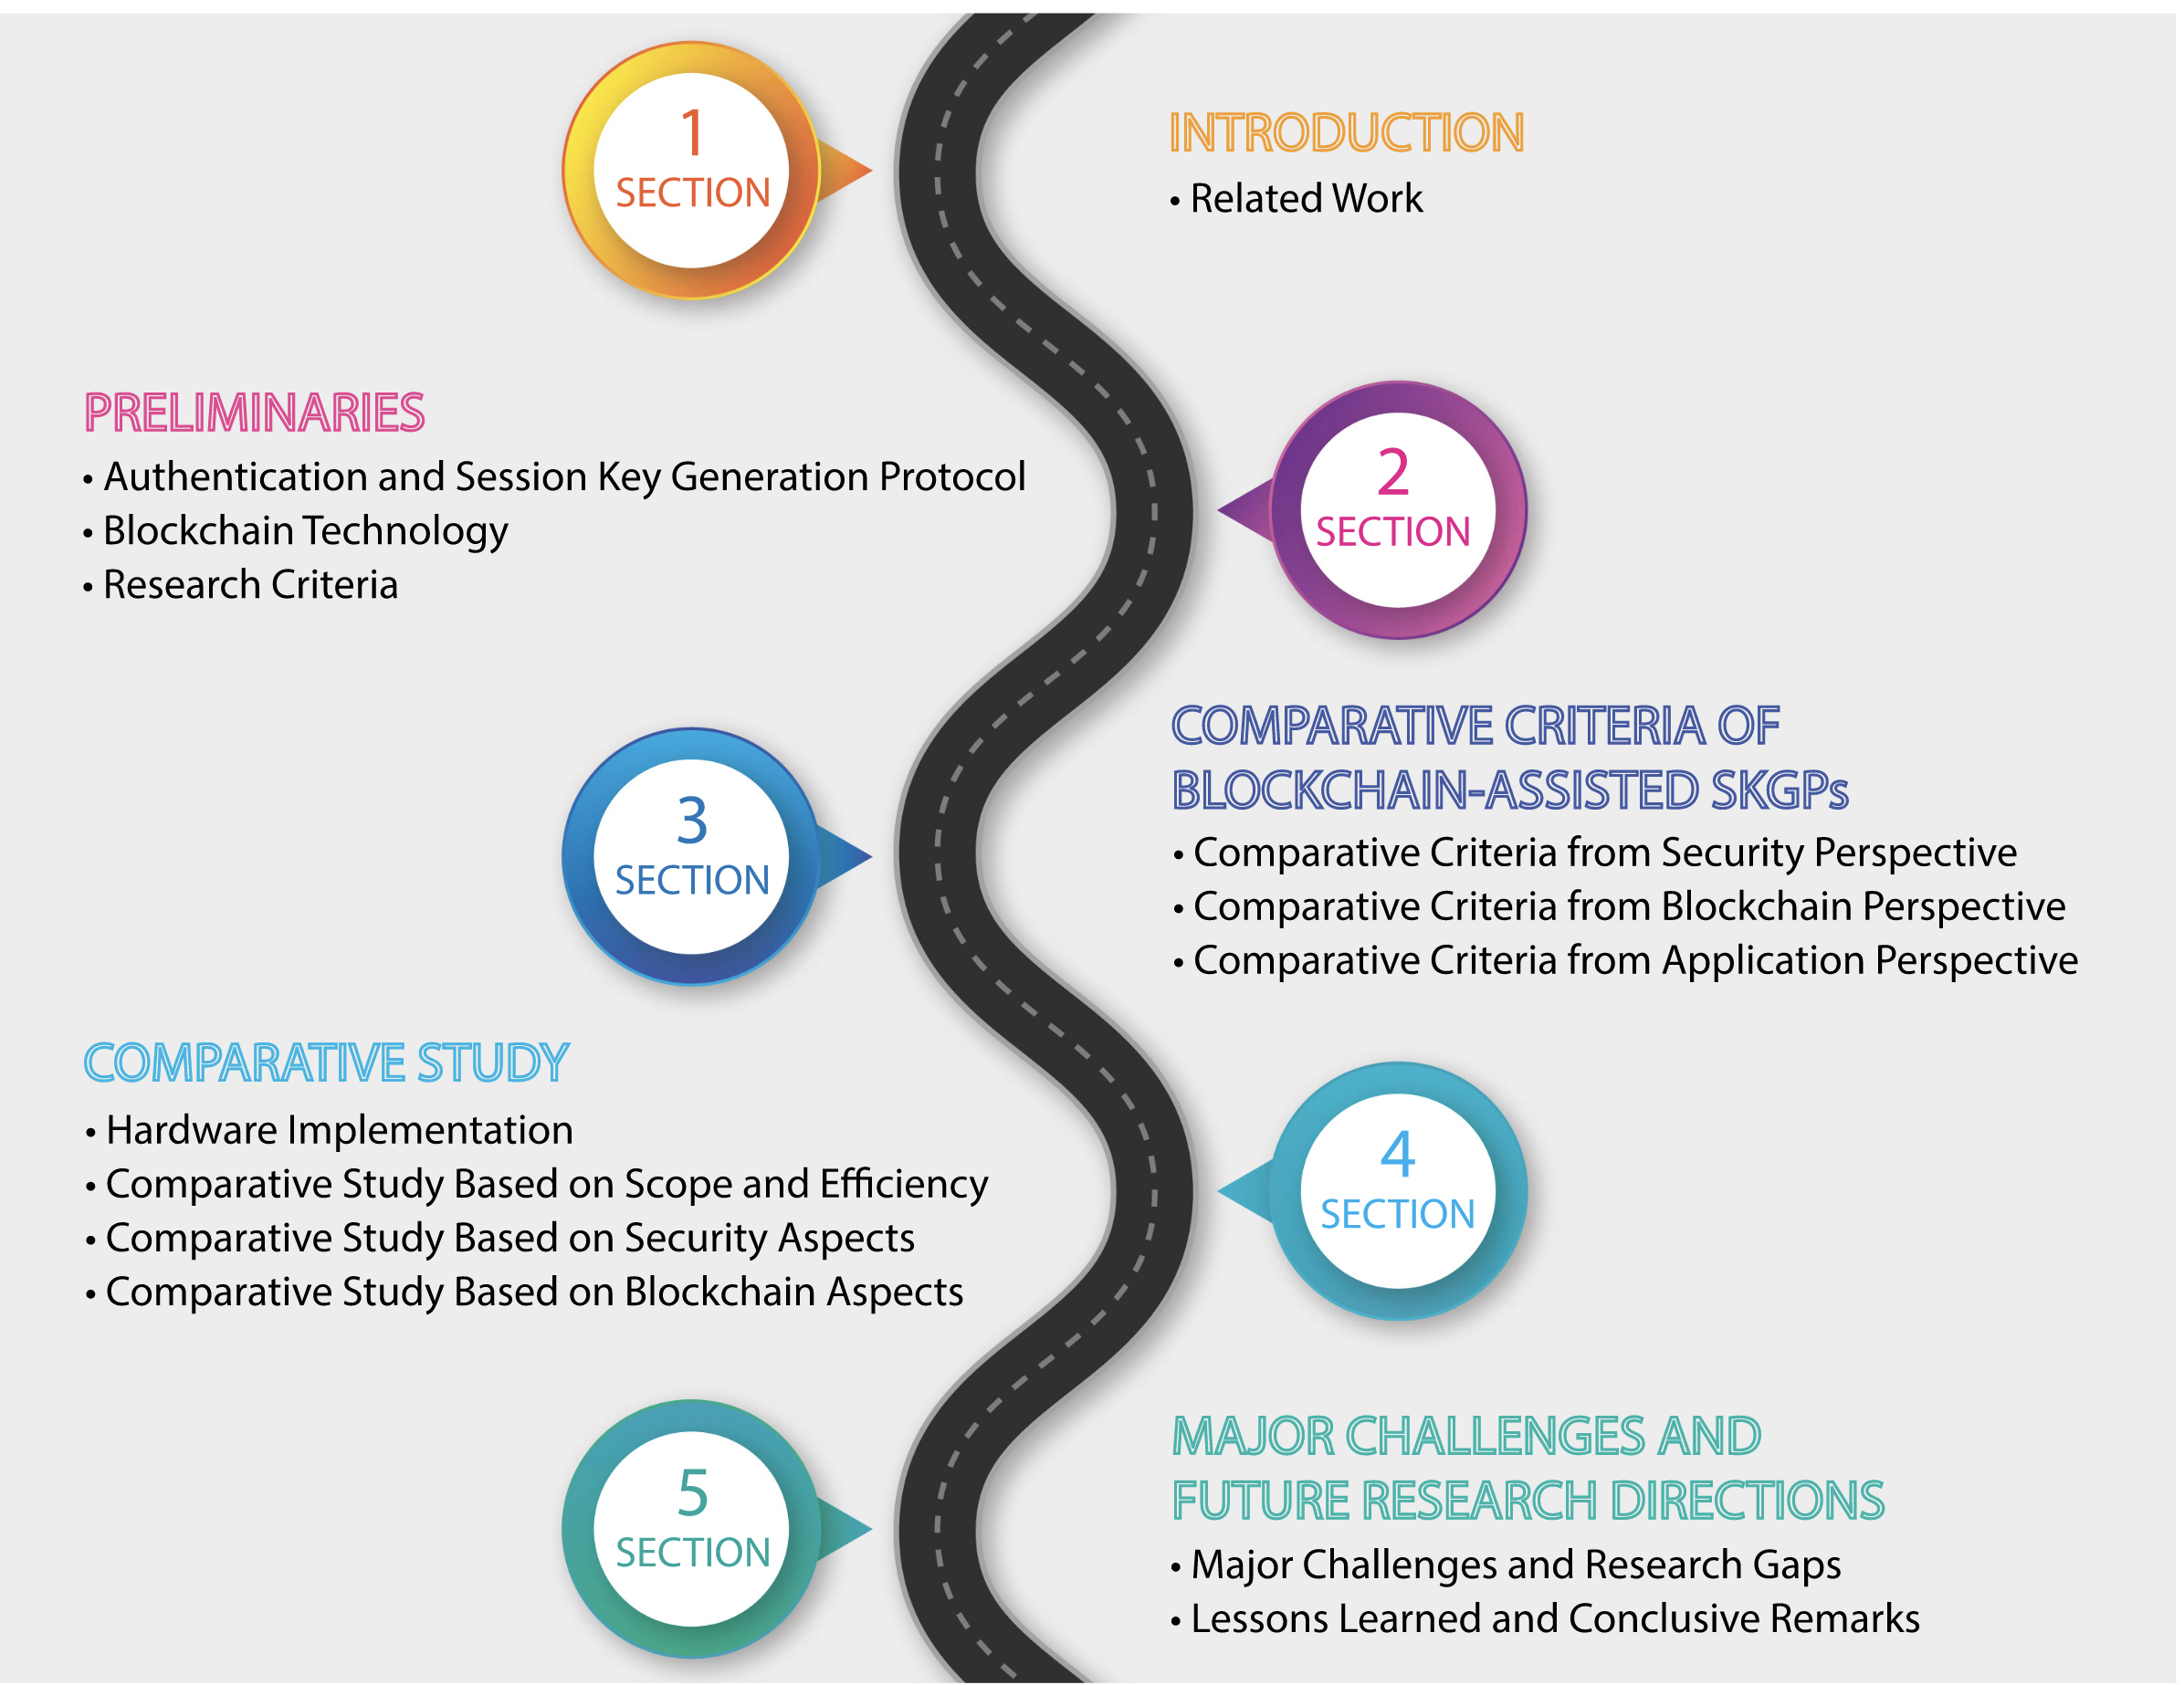 1
SECTION
INTRODUCTION
• Related Work
PRELIMINARIES
• Authentication and Session Key Generation Protocol
• Blockchain Technology
• Research Criteria
2
SECTION
3
SECTION
COMPARATIVE CRITERIA OF
BLOCKCHAIN-ASSISTED SKGPs
• Comparative Criteria from Security Perspective
• Comparative Criteria from Blockchain Perspective
• Comparative Criteria from Application Perspective
COMPARATIVE STUDY
• Hardware Implementation
• Comparative Study Based on Scope and Efficiency
• Comparative Study Based on Security Aspects
• Comparative Study Based on Blockchain Aspects
4
SECTION
5
SECTION
MAJOR CHALLENGES AND
FUTURE RESEARCH DIRECTIONS
• Major Challenges and Research Gaps
• Lessons Learned and Conclusive Remarks